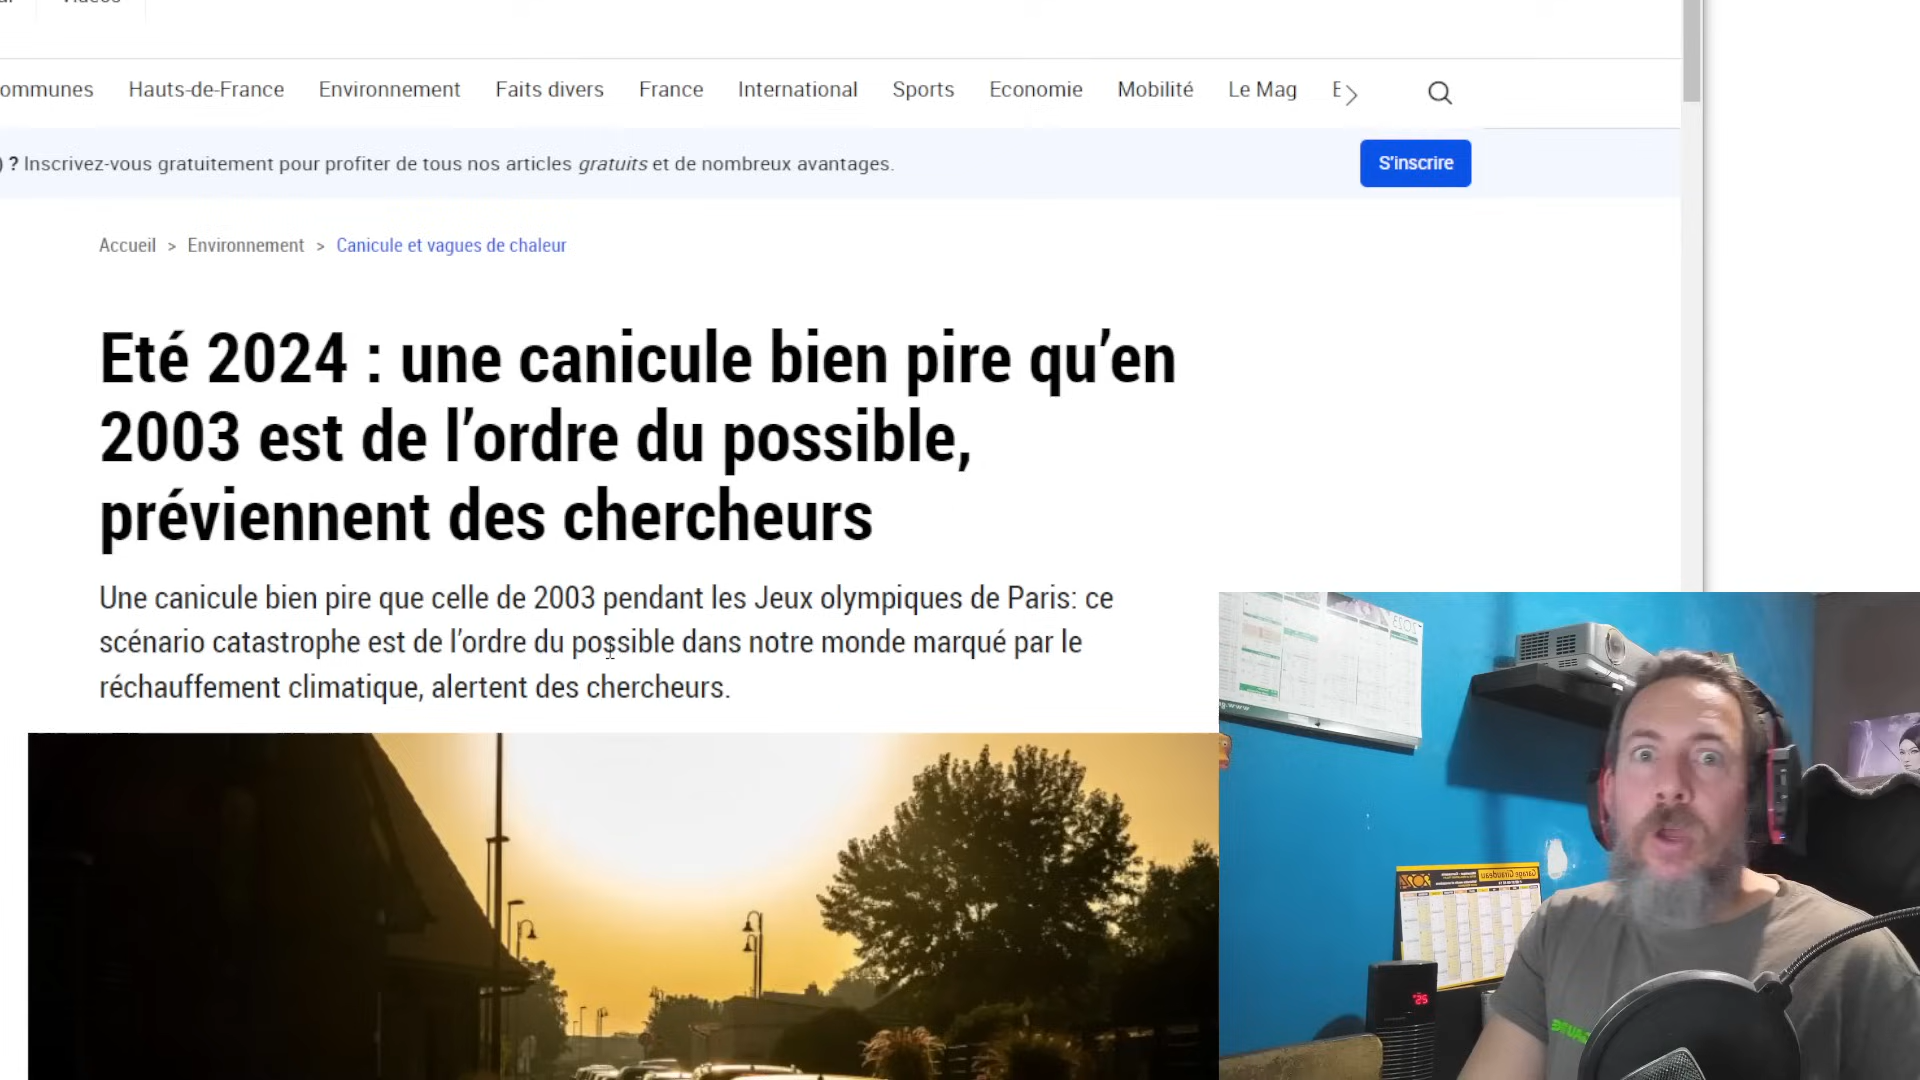 Hauts-de-France Environnement Faits divers France International Sports Economie Mobilité Le Mag
? Inscrivez-vous gratuitement pour profiter de tous nos articles gratuits et de nombreux avantages.
S'inscrire
Accueil > Environnement > Canicule et vagues de chaleur
Eté 2024 : une canicule bien pire qu’en
2003 est de l’ordre du possible,
préviennent des chercheurs
Une canicule bien pire que celle de 2003 pendant les Jeux olympiques de Paris: ce
scénario catastrophe est de l’ordre du possible dans notre monde marqué par le
réchauffement climatique, alertent des chercheurs.
2023
Garage Giraudeau
25